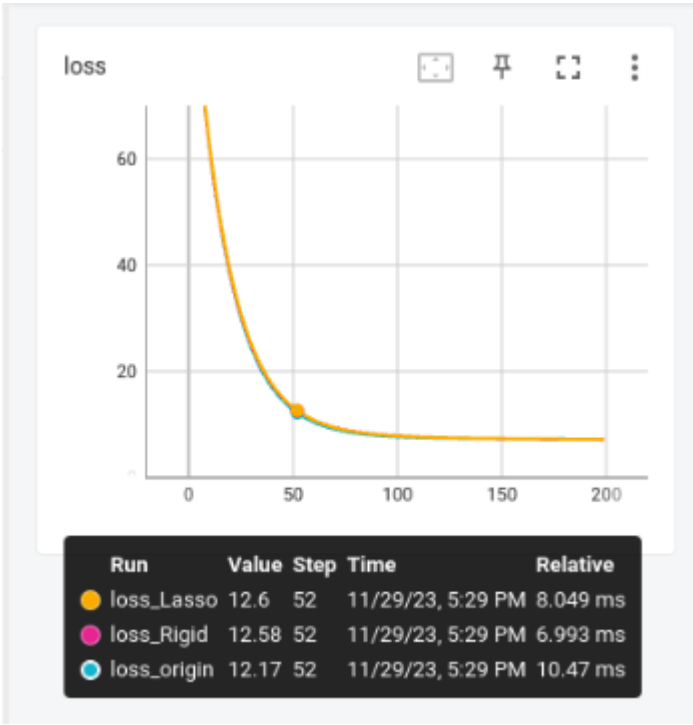 loss
60
40
20
0
0 50 100 150 200
Run Value Step Time Relative
loss_Lasso 12.6 52 11/29/23, 5:29 PM 8.049 ms
loss_Rigid 12.58 52 11/29/23, 5:29 PM 6.993 ms
loss_origin 12.17 52 11/29/23, 5:29 PM 10.47 ms